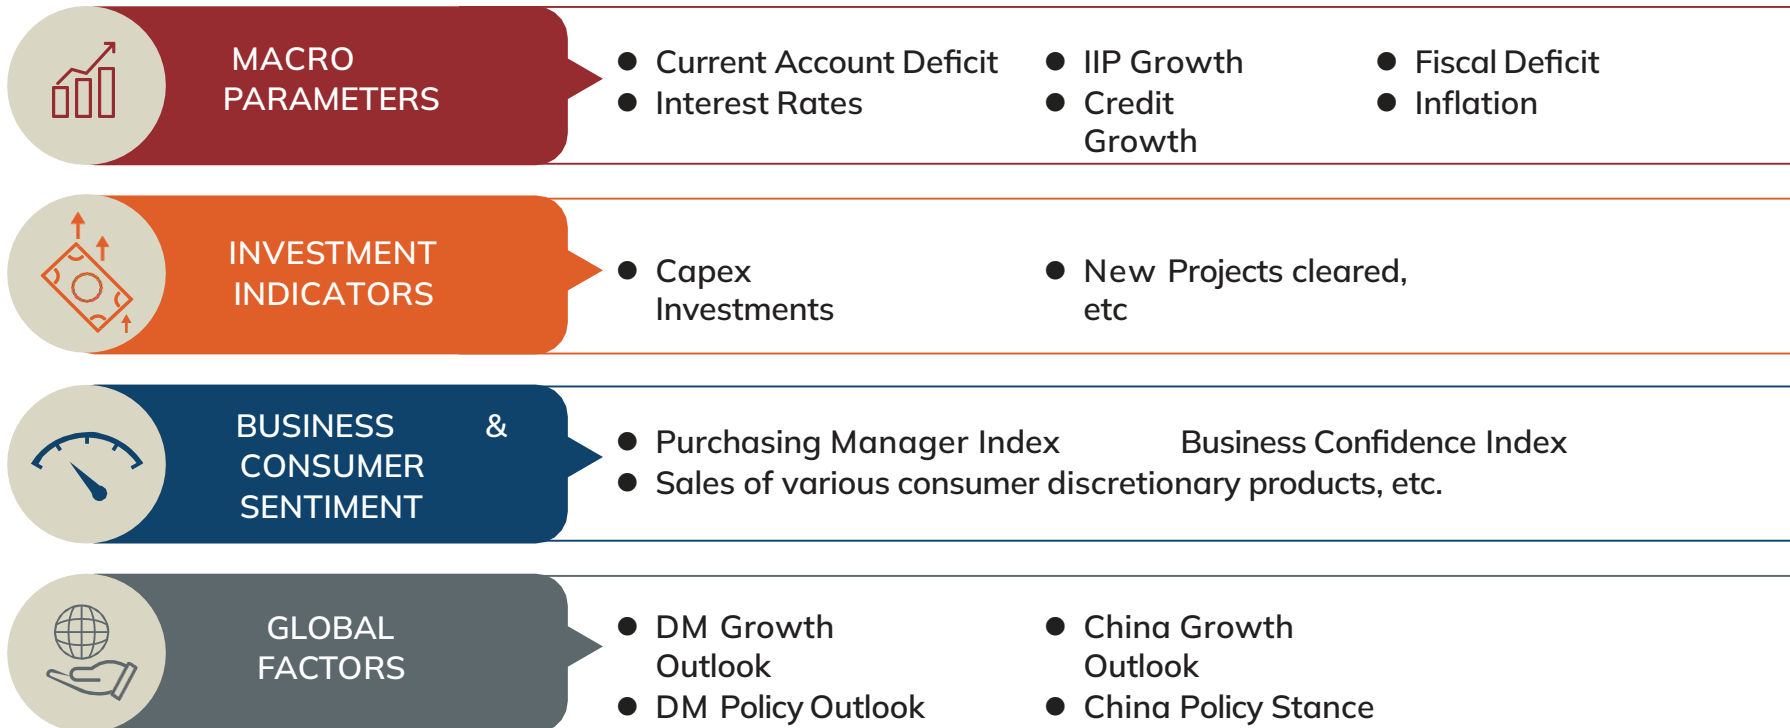 MACRO
PARAMETERS
● Current Account Deficit
● Interest Rates
● IIP Growth
● Credit
Growth
● Fiscal Deficit
● Inflation
INVESTMENT
INDICATORS
● Capex
Investments
● New Projects cleared,
etc
BUSINESS &
CONSUMER
SENTIMENT
● Purchasing Manager Index
Business Confidence Index
● Sales of various consumer discretionary products, etc.
GLOBAL
FACTORS
● DM Growth
Outlook
● DM Policy Outlook
● China Growth
Outlook
● China Policy Stance